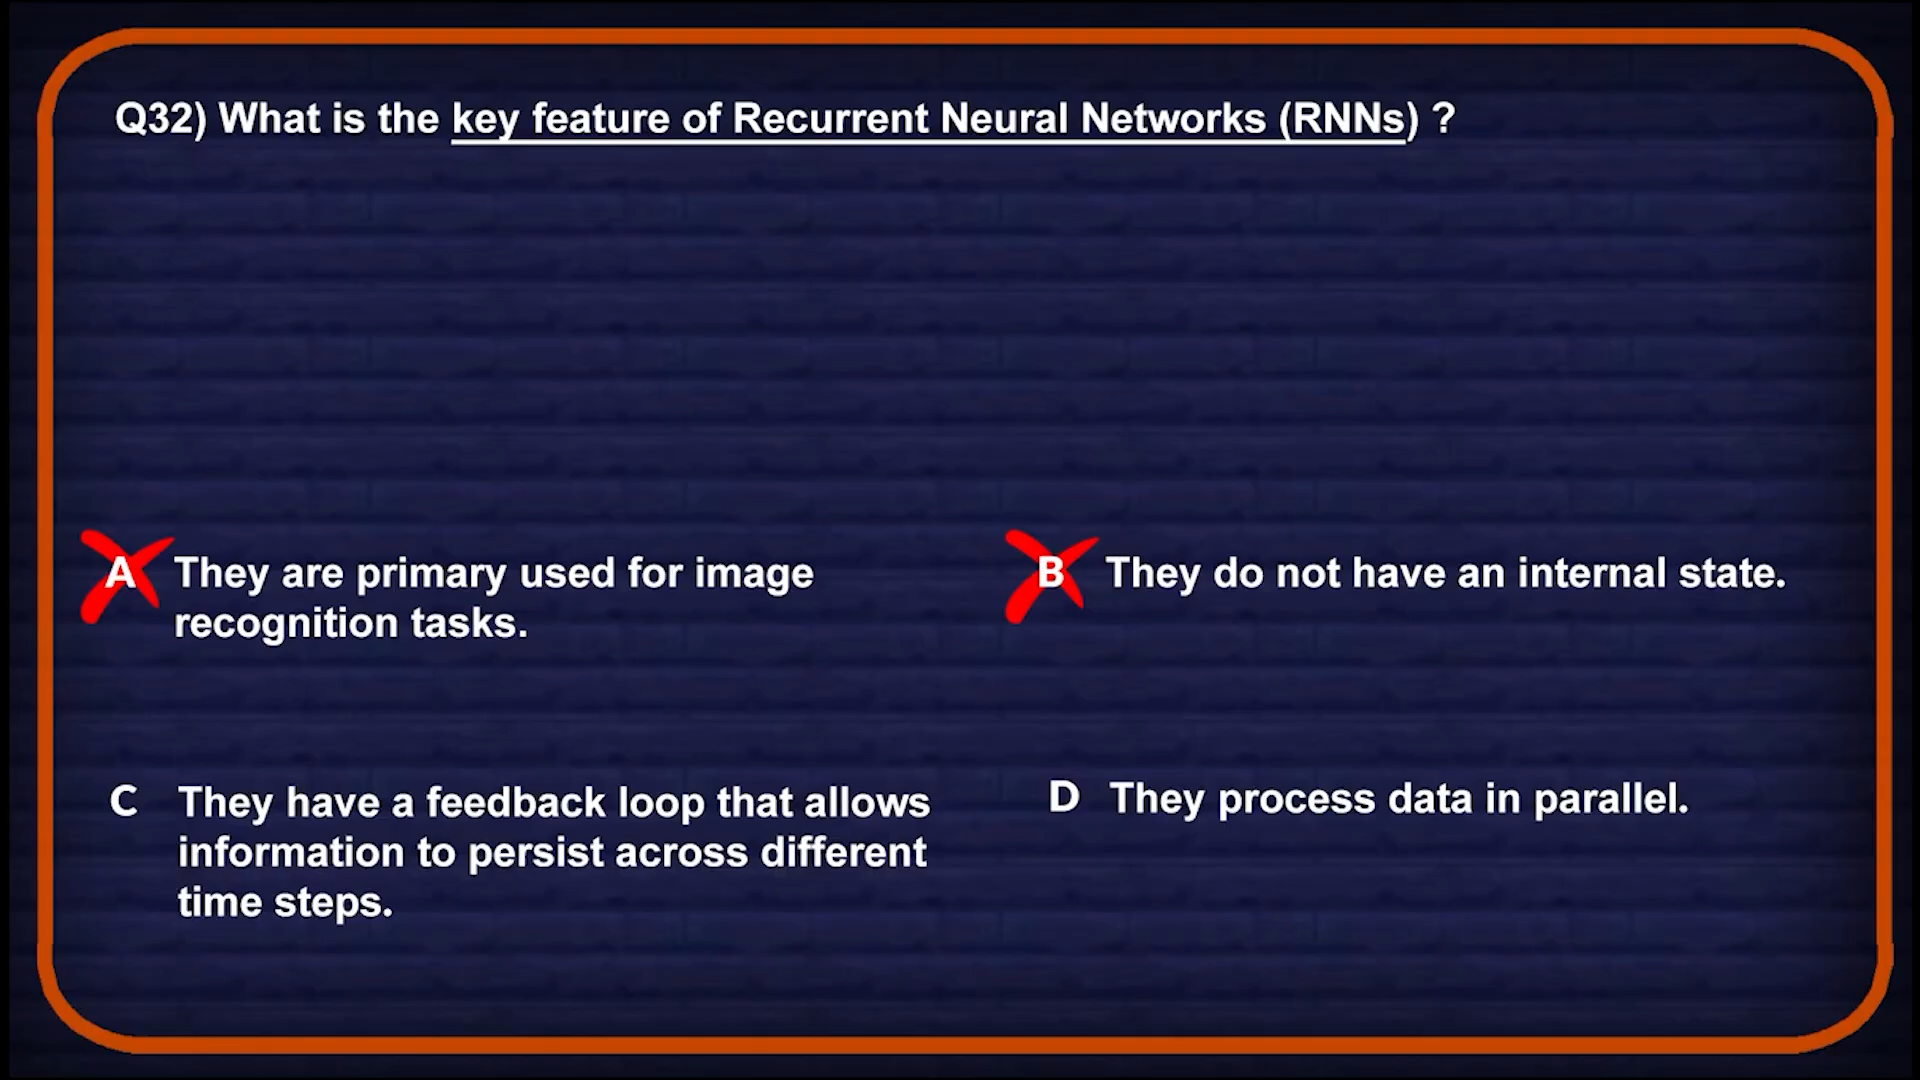 Q32) What is the key feature of Recurrent Neural Networks (RNNs) ?
A They are primary used for image
recognition tasks.
B They do not have an internal state.
C They have a feedback loop that allows
information to persist across different
time steps.
D They process data in parallel.